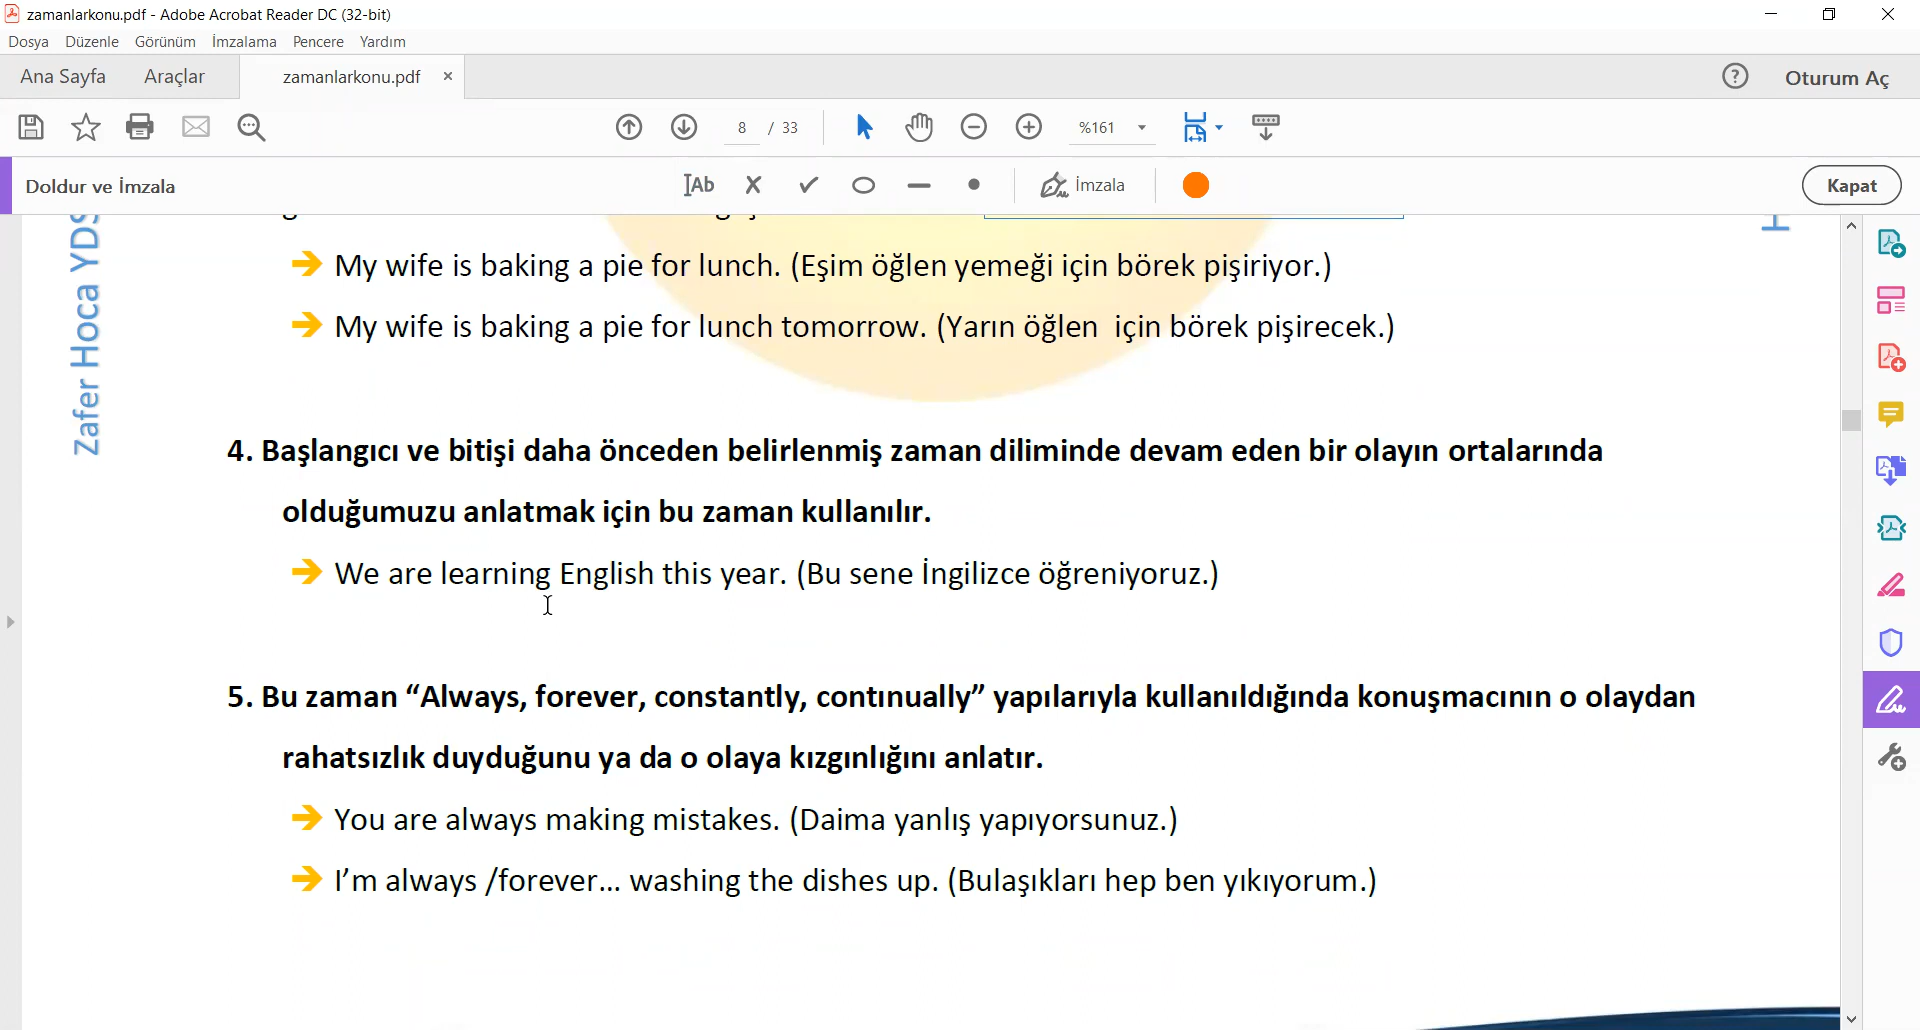 zamanlarkonu.pdf - Adobe Acrobat Reader DC (32-bit)
Dosya Düzenle Görünüm İmzalama Pencere Yardım
Ana Sayfa Araçlar zamanlarkonu.pdf × ? Oturum Aç
8 / 33 %161
Doldur ve İmzala Ab İmzala Kapat
Zafer Hoca YDS
My wife is baking a pie for lunch. (Eşim öğlen yemeği için börek pişiriyor.)
My wife is baking a pie for lunch tomorrow. (Yarın öğlen için börek pişirecek.)
4. Başlangıcı ve bitişi daha önceden belirlenmiş zaman diliminde devam eden bir olayın ortalarında
olduğumuzu anlatmak için bu zaman kullanılır.
We are learning English this year. (Bu sene İngilizce öğreniyoruz.)
5. Bu zaman “Always, forever, constantly, contınually” yapılarıyla kullanıldığında konuşmacının o olaydan
rahatsızlık duyduğunu ya da o olaya kızgınlığını anlatır.
You are always making mistakes. (Daima yanlış yapıyorsunuz.)
I’m always /forever... washing the dishes up. (Bulaşıkları hep ben yıkıyorum.)